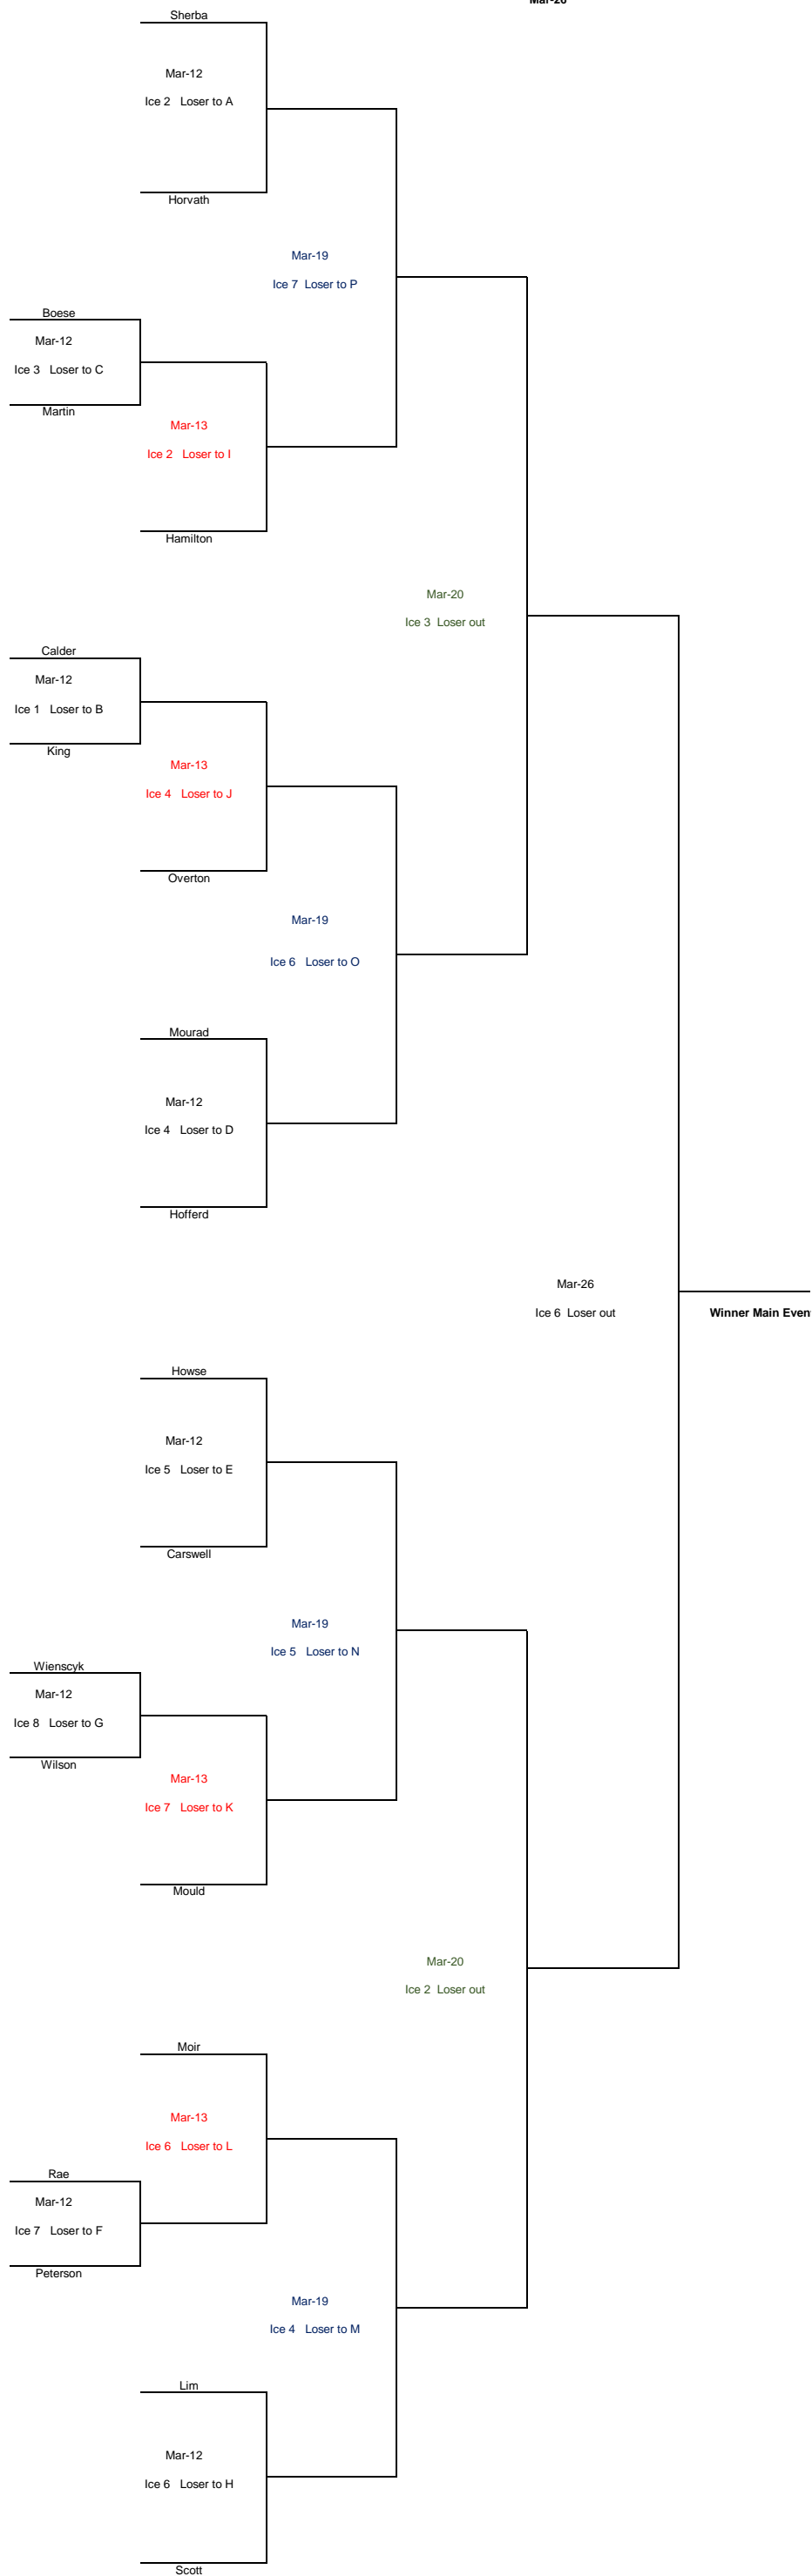 Mar-26
Sherba
Mar-12
Ice 2 Loser to A
Horvath
Mar-19
Ice 7 Loser to P
Boese
Mar-12
Ice 3 Loser to C
Martin
Mar-13
Ice 2 Loser to I
Hamilton
Mar-20
Ice 3 Loser out
Calder
Mar-12
Ice 1 Loser to B
King
Mar-13
Ice 4 Loser to J
Overton
Mar-19
Ice 6 Loser to O
Mourad
Mar-12
Ice 4 Loser to D
Hofferd
Mar-26
Ice 6 Loser out
Winner Main Even
Howse
Mar-12
Ice 5 Loser to E
Carswell
Mar-19
Ice 5 Loser to N
Wienscyk
Mar-12
Ice 8 Loser to G
Wilson
Mar-13
Ice 7 Loser to K
Mould
Mar-20
Ice 2 Loser out
Moir
Mar-13
Ice 6 Loser to L
Rae
Mar-12
Ice 7 Loser to F
Peterson
Mar-19
Ice 4 Loser to M
Lim
Mar-12
Ice 6 Loser to H
Scott